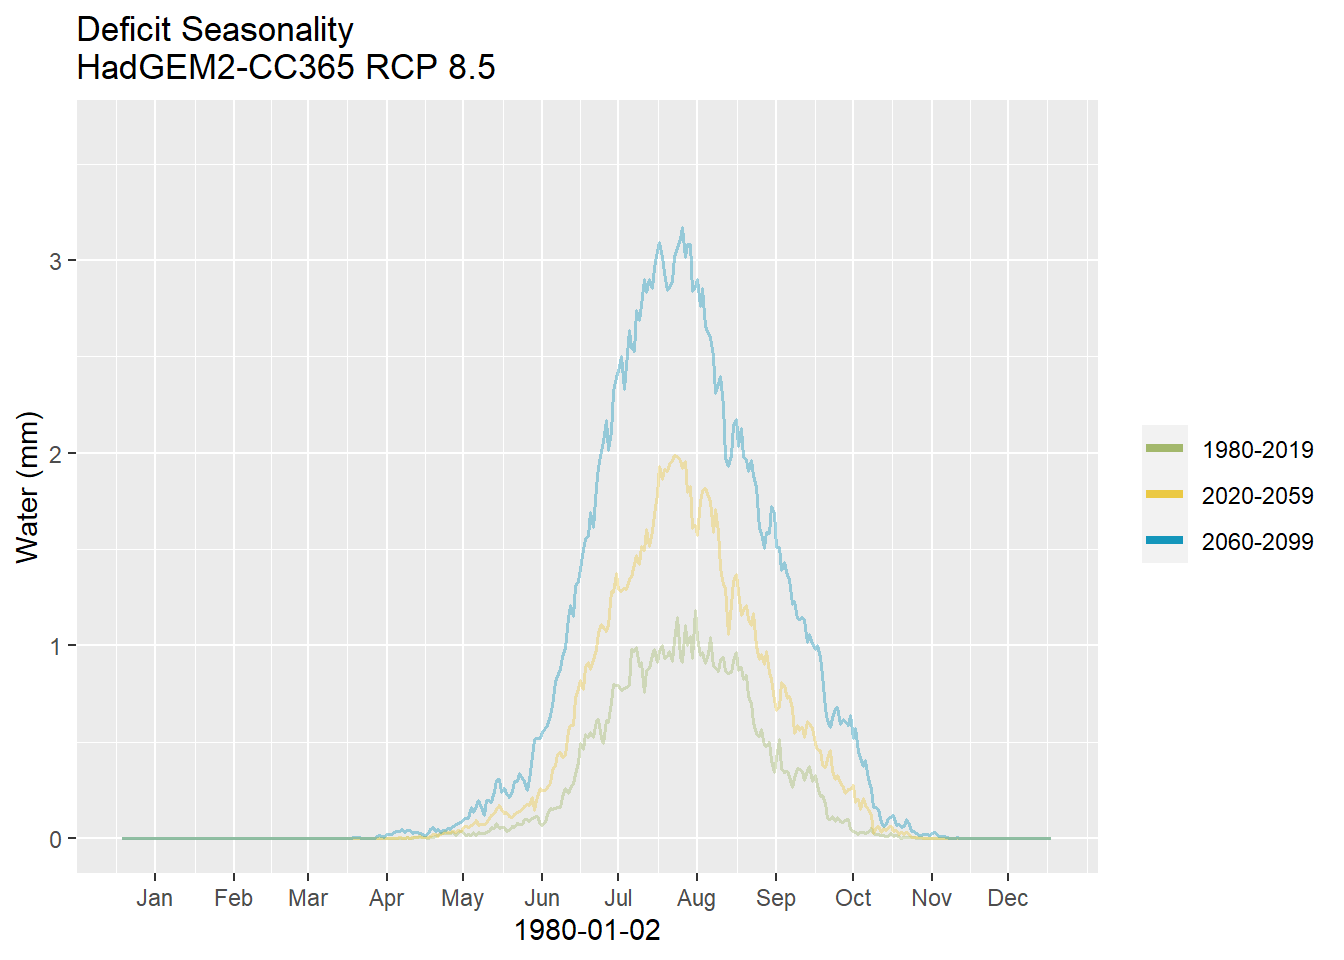 Deficit Seasonality
HadGEM2-CC365 RCP 8.5
Water (mm)
3
2
1
0
Jan Feb Mar Apr May Jun Jul Aug Sep Oct Nov Dec
1980-01-02
1980-2019
2020-2059
2060-2099